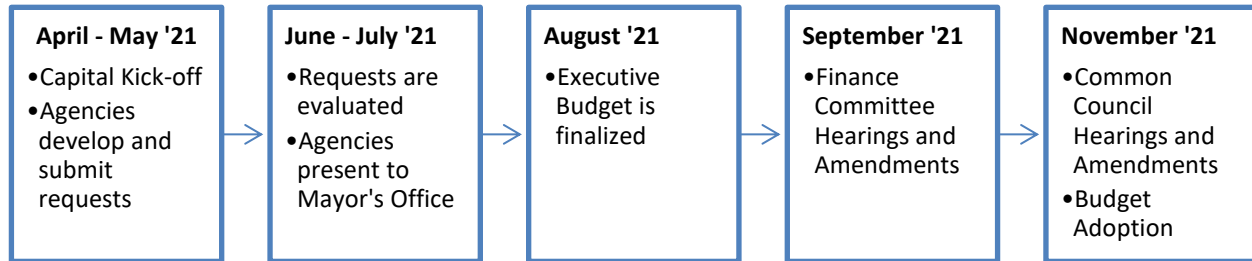 April - May '21
•Capital Kick-off
•Agencies
develop and
submit
requests
June - July '21
•Requests are
evaluated
•Agencies
present to
Mayor's Office
August '21
•Executive
Budget is
finalized
September '21
•Finance
Committee
Hearings and
Amendments
November '21
•Common
Council
Hearings and
Amendments
•Budget
Adoption